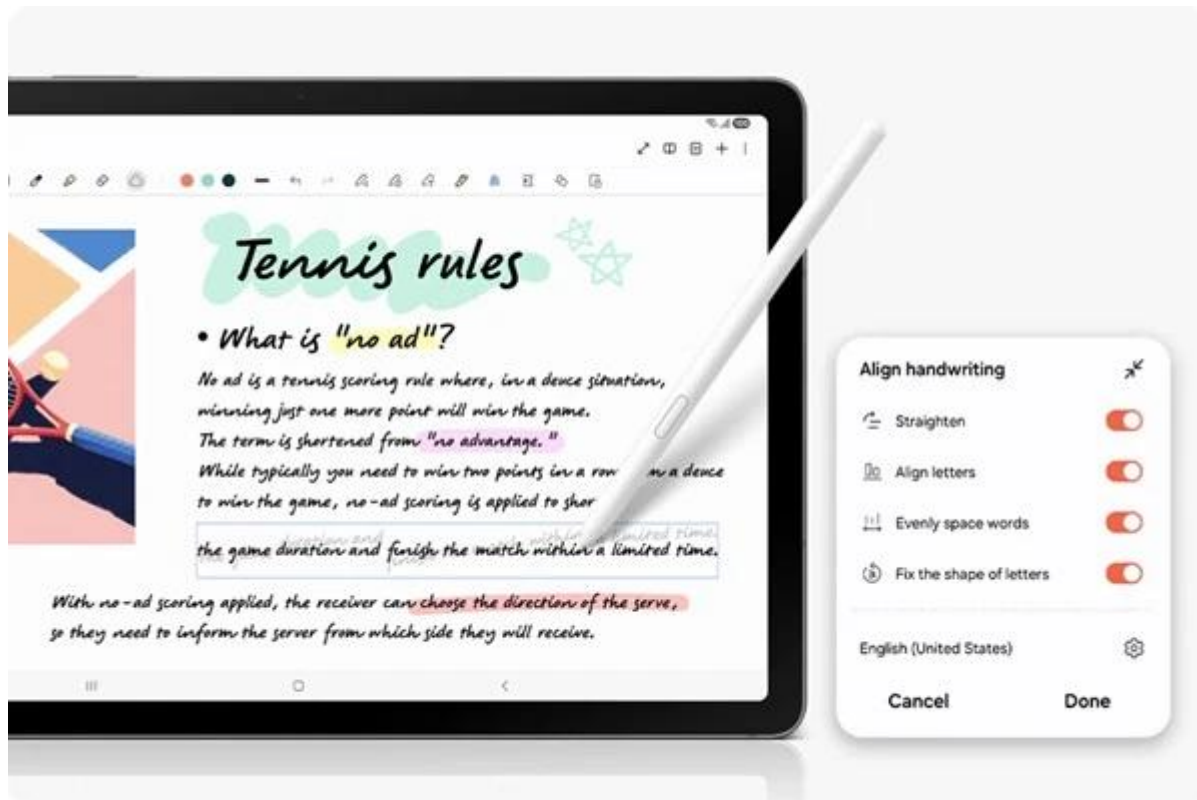 Tennis rules
• What is "no ad"?
No ad is a tennis scoring rule where, in a deuce situation,
winning just one more point will win the game.
The term is shortened from "no advantage."
While typically you need to win two points in a row a deuce
to win the game, no-ad scoring is applied to shor
the game duration and finish the match within a limited time.
With no-ad scoring applied, the receiver can choose the direction of the serve,
so they need to inform the server from which side they will receive.
Align handwriting
Straighten
Align letters
Evenly space words
Fix the shape of letters
English (United States)
Cancel
Done